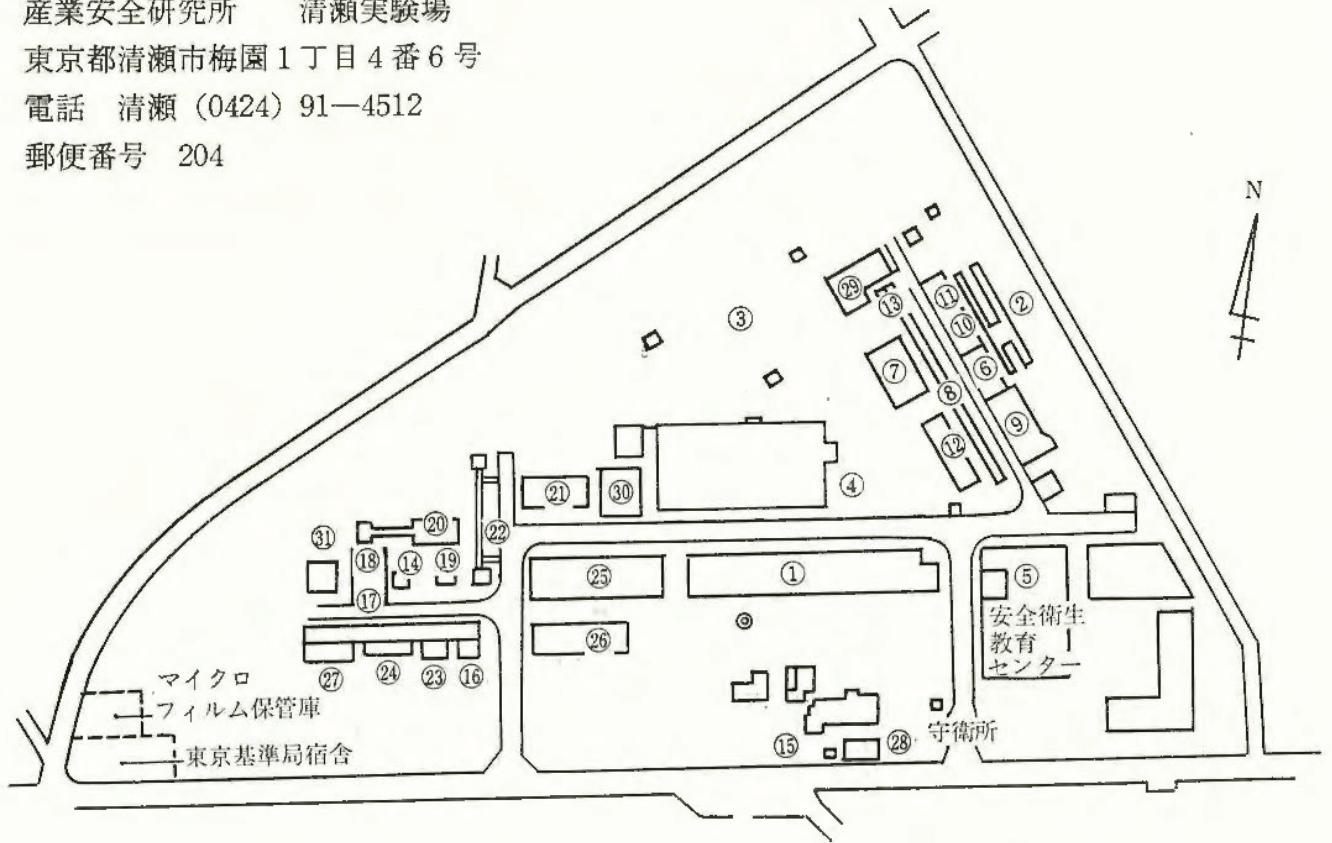 産業安全研究所　清瀬実験場
東京都清瀬市梅園1丁目4番6号
電話　清瀬（0424）91—4512
郵便番号　204
N
㉙
⑬
⑪
②
⑩
③
⑦
⑥
⑧
⑨
⑫
④
㉑
㉚
㉒
⑳
㉛
⑱
⑭
⑲
⑰
㉕
①
⑤
安全衛生
教育
センター
㉖
㉗
㉔
㉓
⑯
マイクロ
フィルム保管庫
東京基準局宿舎
⑮
㉘
守衛所